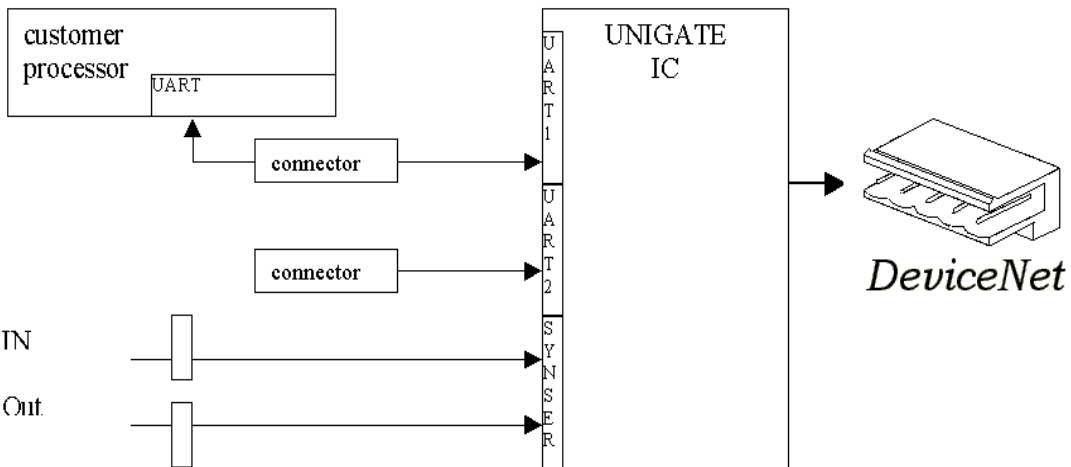 customer
processor
UART
UNIGATE
IC
UART1
connector
UART2
connector
SYNSER
IN
Out
DeviceNet